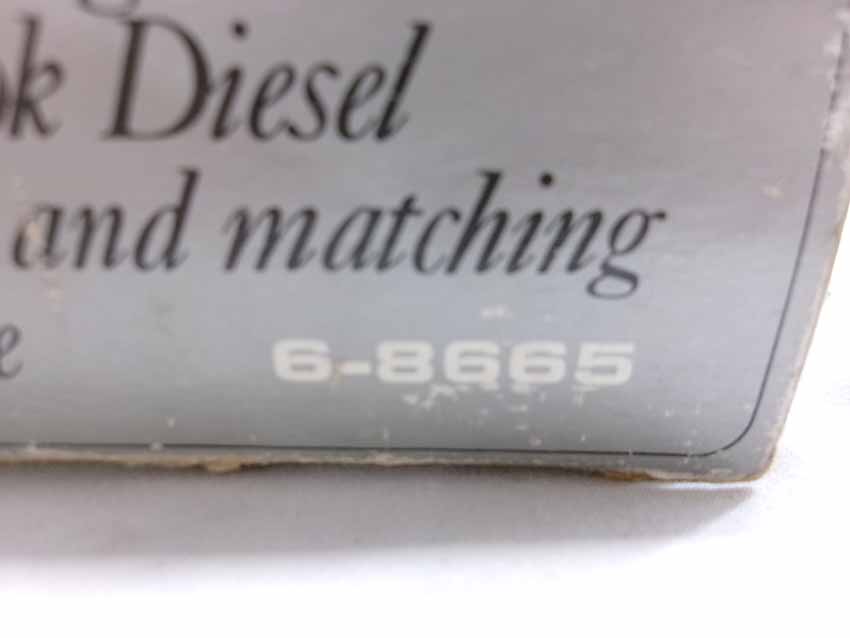 Diesel
and matching
6-8665